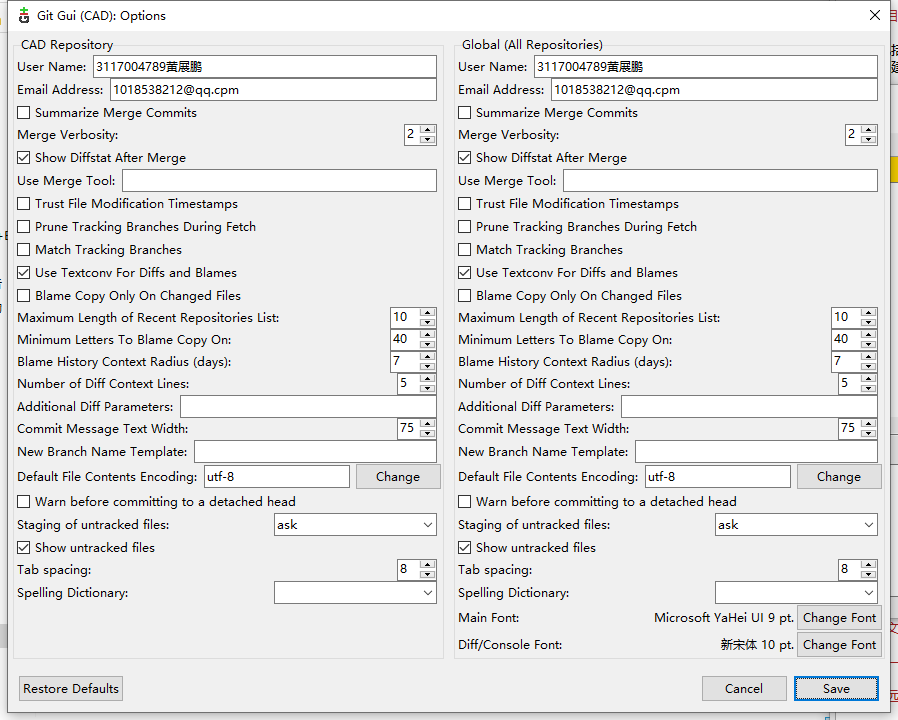 Git Gui (CAD): Options
CAD Repository
User Name: 3117004789黄展鹏
Email Address: 1018538212@qq.cpm
Summarize Merge Commits
Merge Verbosity: 2
Show Diffstat After Merge
Use Merge Tool:
Trust File Modification Timestamps
Prune Tracking Branches During Fetch
Match Tracking Branches
Use Textconv For Diffs and Blames
Blame Copy Only On Changed Files
Maximum Length of Recent Repositories List: 10
Minimum Letters To Blame Copy On: 40
Blame History Context Radius (days): 7
Number of Diff Context Lines: 5
Additional Diff Parameters:
Commit Message Text Width: 75
New Branch Name Template:
Default File Contents Encoding: utf-8 Change
Warn before committing to a detached head
Staging of untracked files: ask
Show untracked files
Tab spacing: 8
Spelling Dictionary:
Global (All Repositories)
User Name: 3117004789黄展鹏
Email Address: 1018538212@qq.cpm
Summarize Merge Commits
Merge Verbosity: 2
Show Diffstat After Merge
Use Merge Tool:
Trust File Modification Timestamps
Prune Tracking Branches During Fetch
Match Tracking Branches
Use Textconv For Diffs and Blames
Blame Copy Only On Changed Files
Maximum Length of Recent Repositories List: 10
Minimum Letters To Blame Copy On: 40
Blame History Context Radius (days): 7
Number of Diff Context Lines: 5
Additional Diff Parameters:
Commit Message Text Width: 75
New Branch Name Template:
Default File Contents Encoding: utf-8 Change
Warn before committing to a detached head
Staging of untracked files: ask
Show untracked files
Tab spacing: 8
Spelling Dictionary:
Main Font: Microsoft YaHei UI 9 pt. Change Font
Diff/Console Font: 新宋体 10 pt. Change Font
Restore Defaults Cancel Save